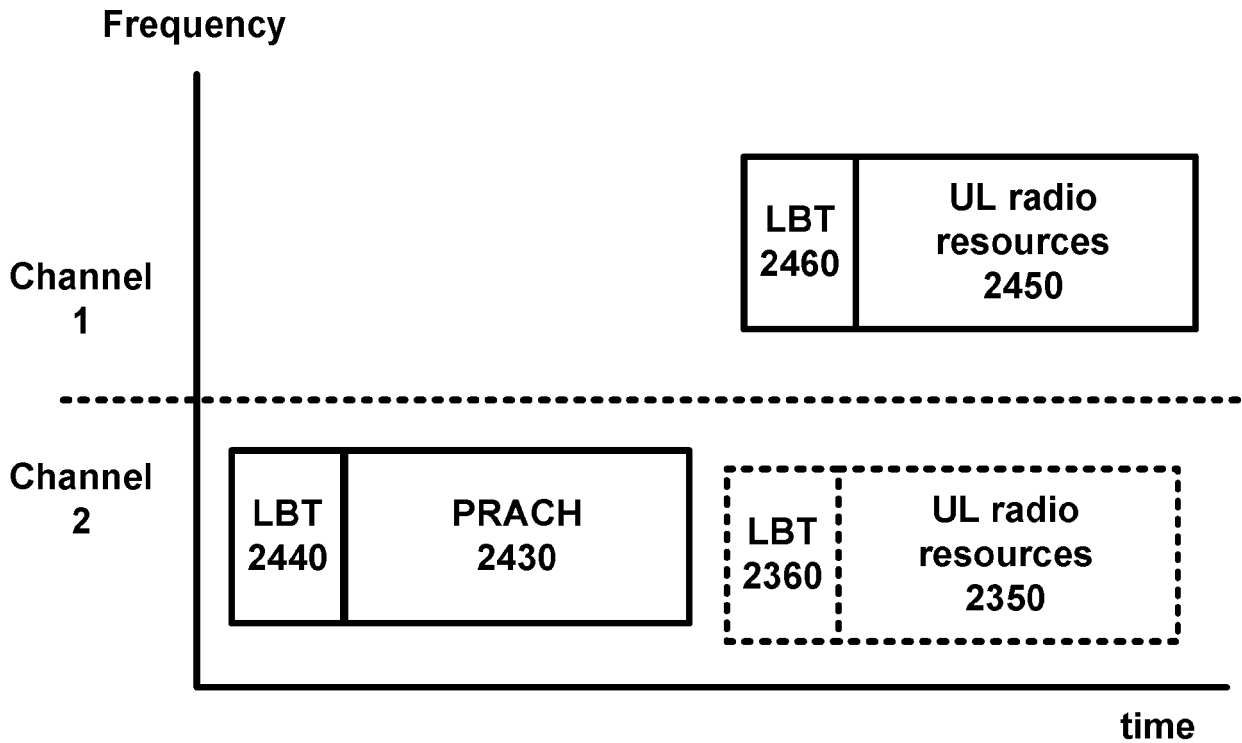 Frequency
LBT
2460
UL radio
resources
2450
Channel
1
Channel
2
LBT
2440
PRACH
2430
LBT
2360
UL radio
resources
2350
time